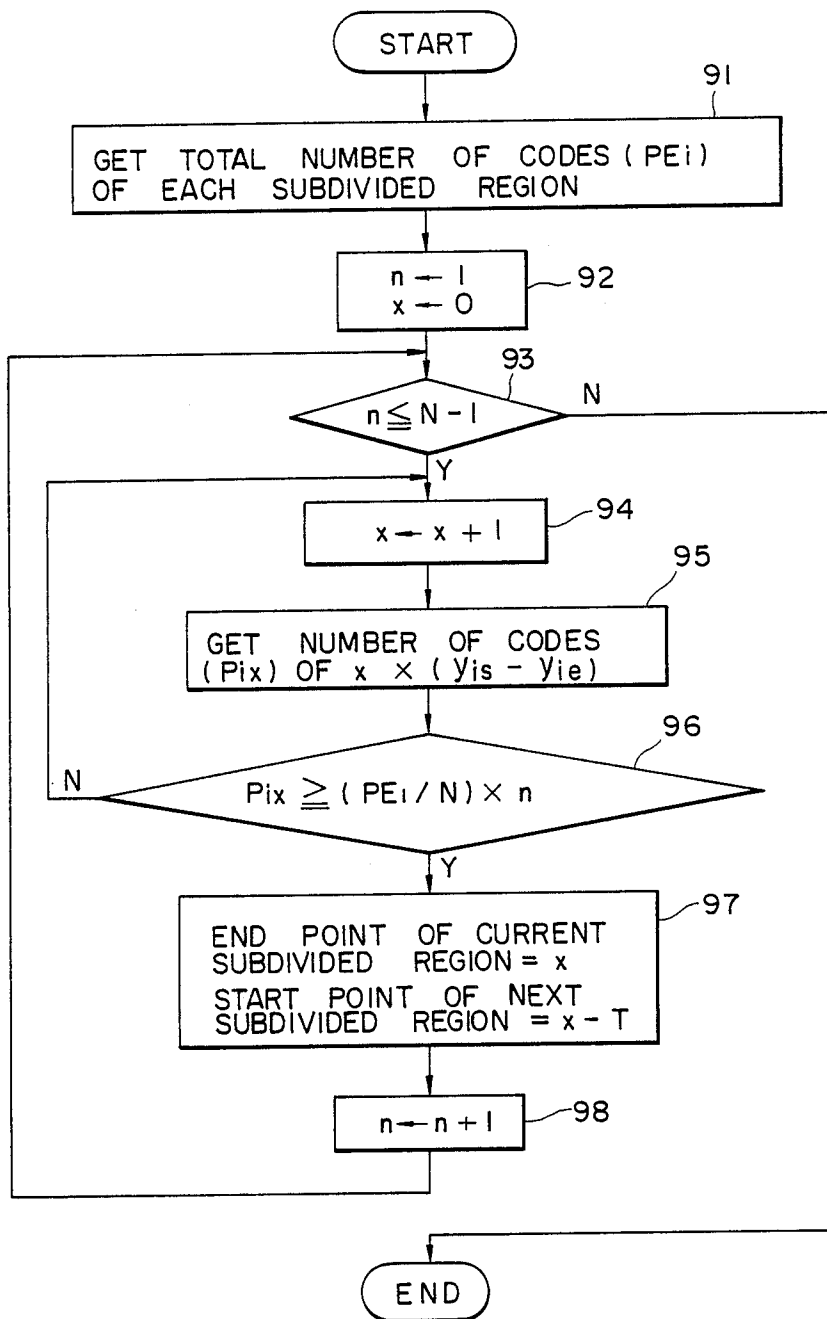 START
91
GET TOTAL NUMBER OF CODES (PEi)
OF EACH SUBDIVIDED REGION
n ← 1
x ← 0
92
93
n ≦ N - 1
N
Y
x ← x + 1
94
95
GET NUMBER OF CODES
(Pix) OF x × (yis - yie)
96
N
Pix ≧ (PEi / N) × n
Y
97
END POINT OF CURRENT
SUBDIVIDED REGION = x
START POINT OF NEXT
SUBDIVIDED REGION = x - T
n ← n + 1
98
END